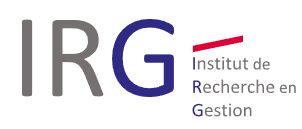 IRG
Institut de
Recherche en
Gestion